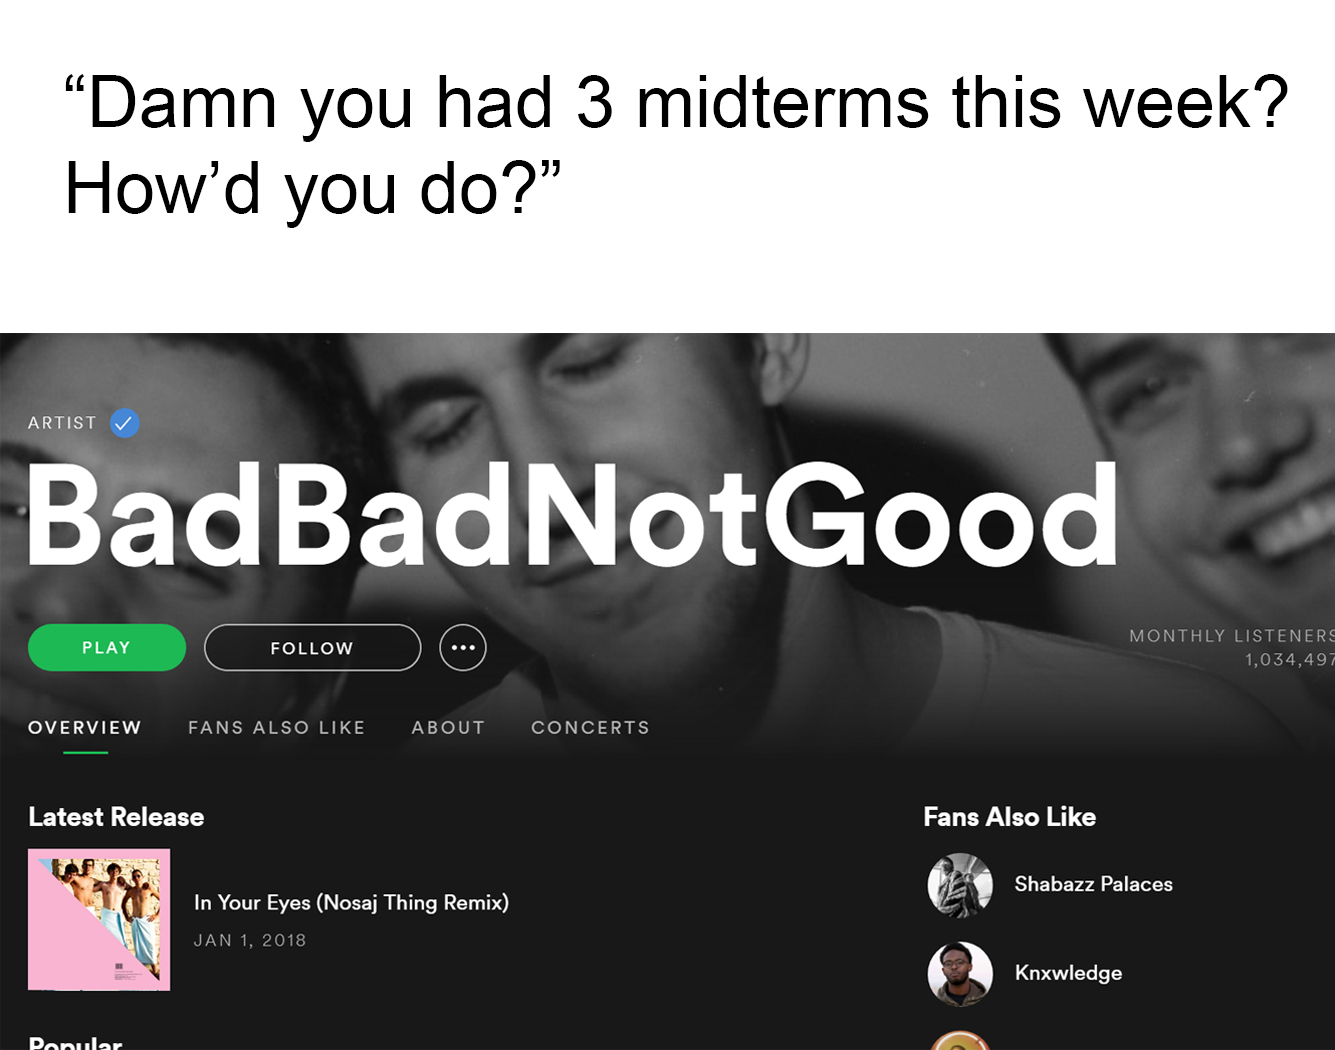 “Damn you had 3 midterms this week?
How’d you do?”
ARTIST
BadBadNotGood
PLAY
FOLLOW
MONTHLY LISTENERS
1,034,497
OVERVIEW
FANS ALSO LIKE
ABOUT
CONCERTS
Latest Release
In Your Eyes (Nosaj Thing Remix)
JAN 1, 2018
Fans Also Like
Shabazz Palaces
Knxwledge
Popular